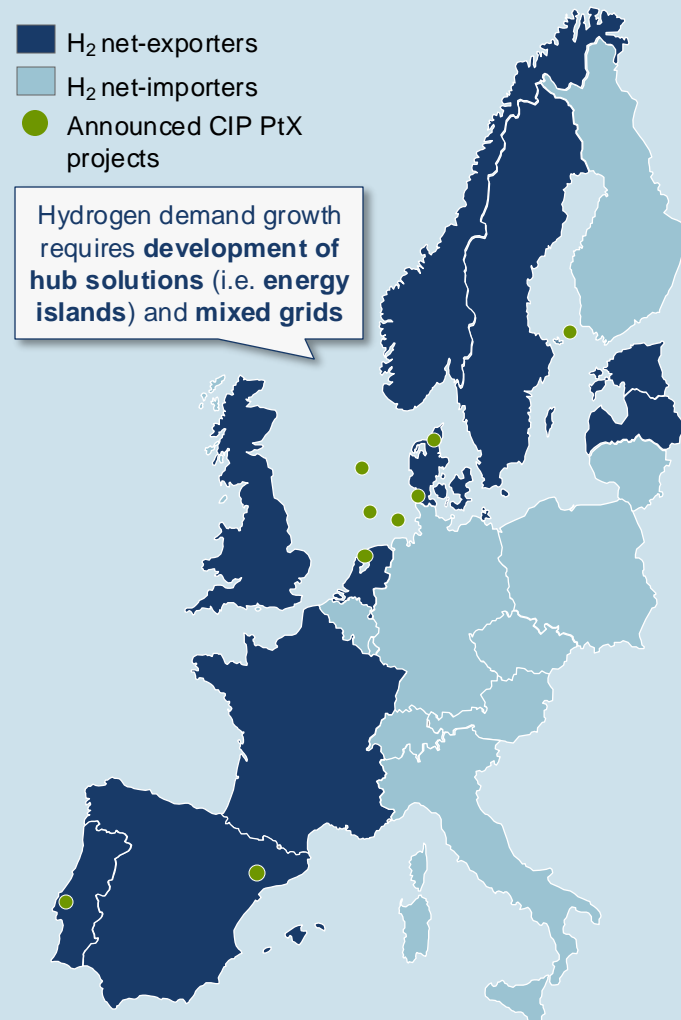 H₂ net-exporters
H₂ net-importers
Announced CIP PtX
projects
Hydrogen demand growth
requires development of
hub solutions (i.e. energy
islands) and mixed grids